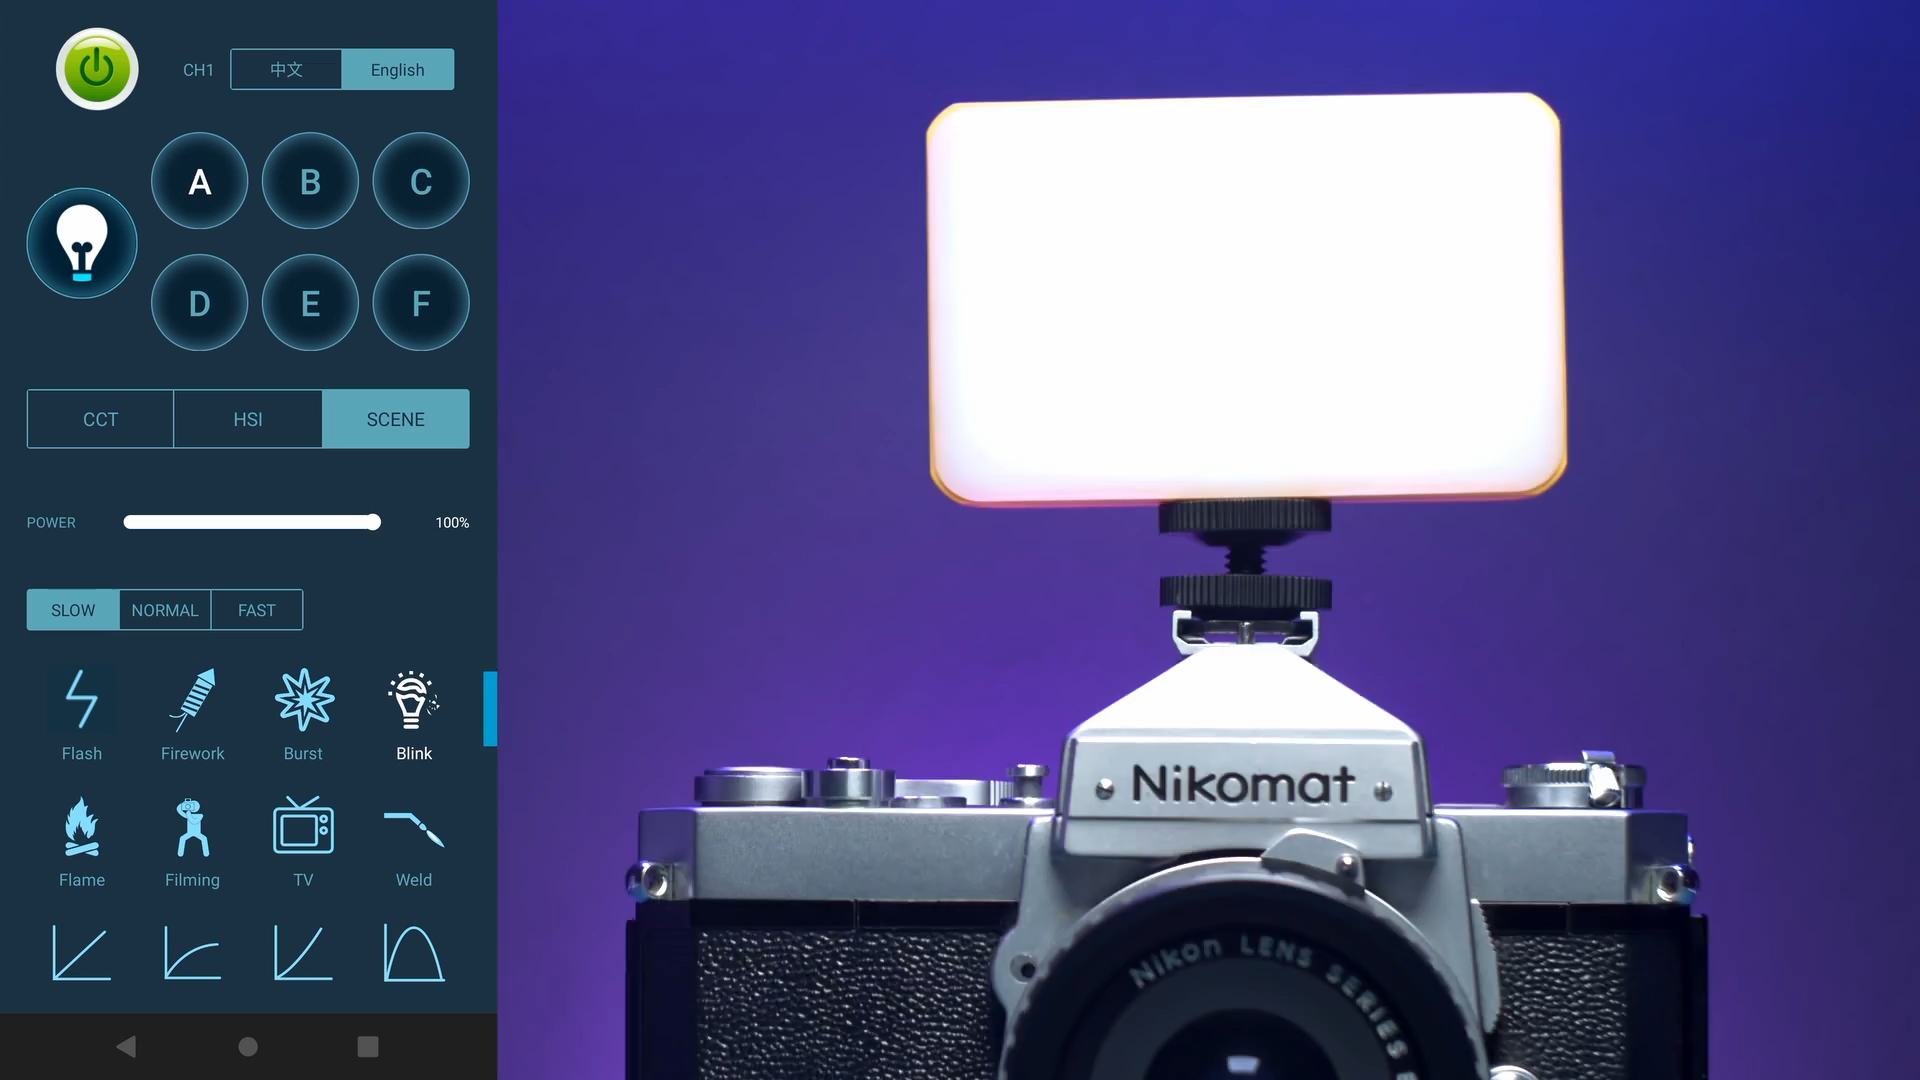 CH1 中文 English
A B C
D E F
CCT HSI SCENE
POWER 100%
SLOW NORMAL FAST
Flash Firework Burst Blink
Flame Filming TV Weld
Nikomat
Nikon LENS SERIES